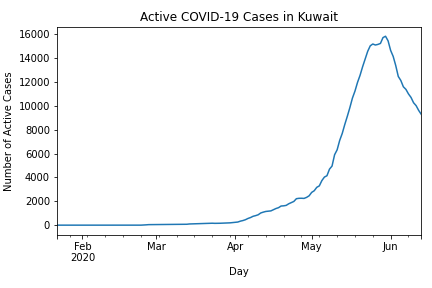 Active COVID-19 Cases in Kuwait
Number of Active Cases
16000
14000
12000
10000
8000
6000
4000
2000
0
Feb Mar Apr May Jun
2020
Day